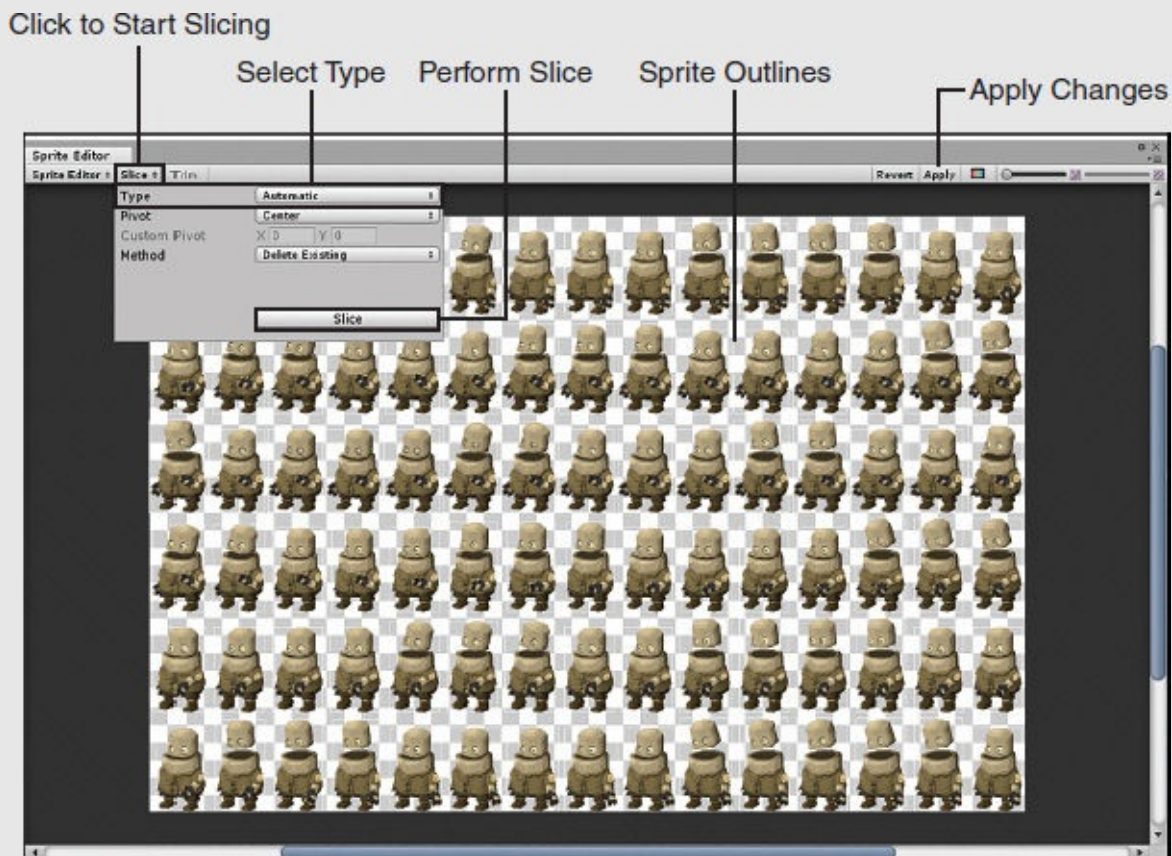 Click to Start Slicing
Select Type
Perform Slice
Sprite Outlines
Apply Changes
Sprite Editor
Sprite Editor
Slice
Trim
Revert
Apply
Type
Automatic
Pivot
Center
Custom Pivot
X 0
Y 0
Method
Delete Existing
Slice